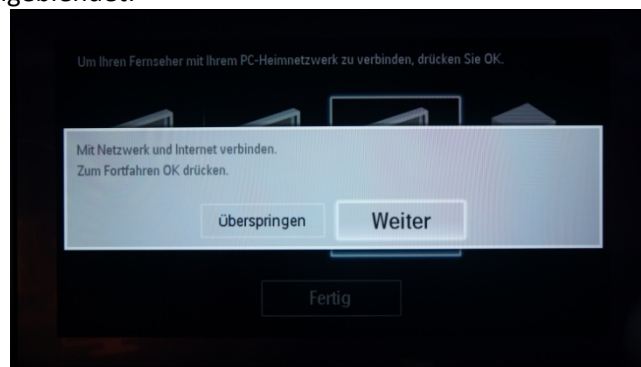 Um Ihren Fernseher mit Ihrem PC-Heimnetzwerk zu verbinden, drücken Sie OK.
Mit Netzwerk und Internet verbinden.
Zum Fortfahren OK drücken.
Überspringen
Weiter
Fertig